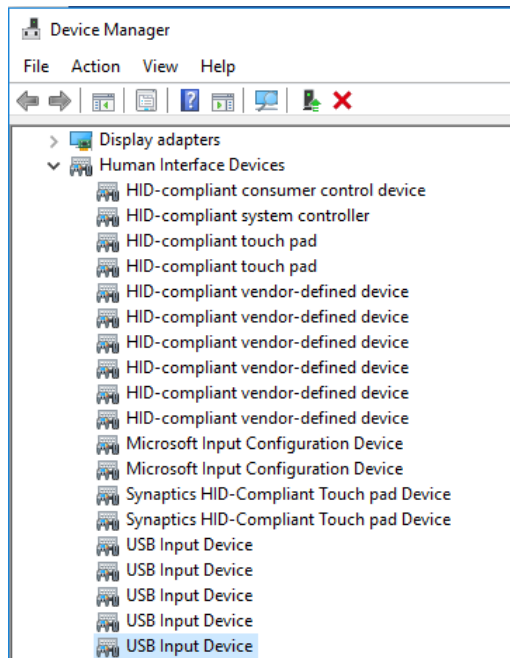 Device Manager
File Action View Help
Display adapters
Human Interface Devices
HID-compliant consumer control device
HID-compliant system controller
HID-compliant touch pad
HID-compliant touch pad
HID-compliant vendor-defined device
HID-compliant vendor-defined device
HID-compliant vendor-defined device
HID-compliant vendor-defined device
HID-compliant vendor-defined device
HID-compliant vendor-defined device
Microsoft Input Configuration Device
Microsoft Input Configuration Device
Synaptics HID-Compliant Touch pad Device
Synaptics HID-Compliant Touch pad Device
USB Input Device
USB Input Device
USB Input Device
USB Input Device
USB Input Device